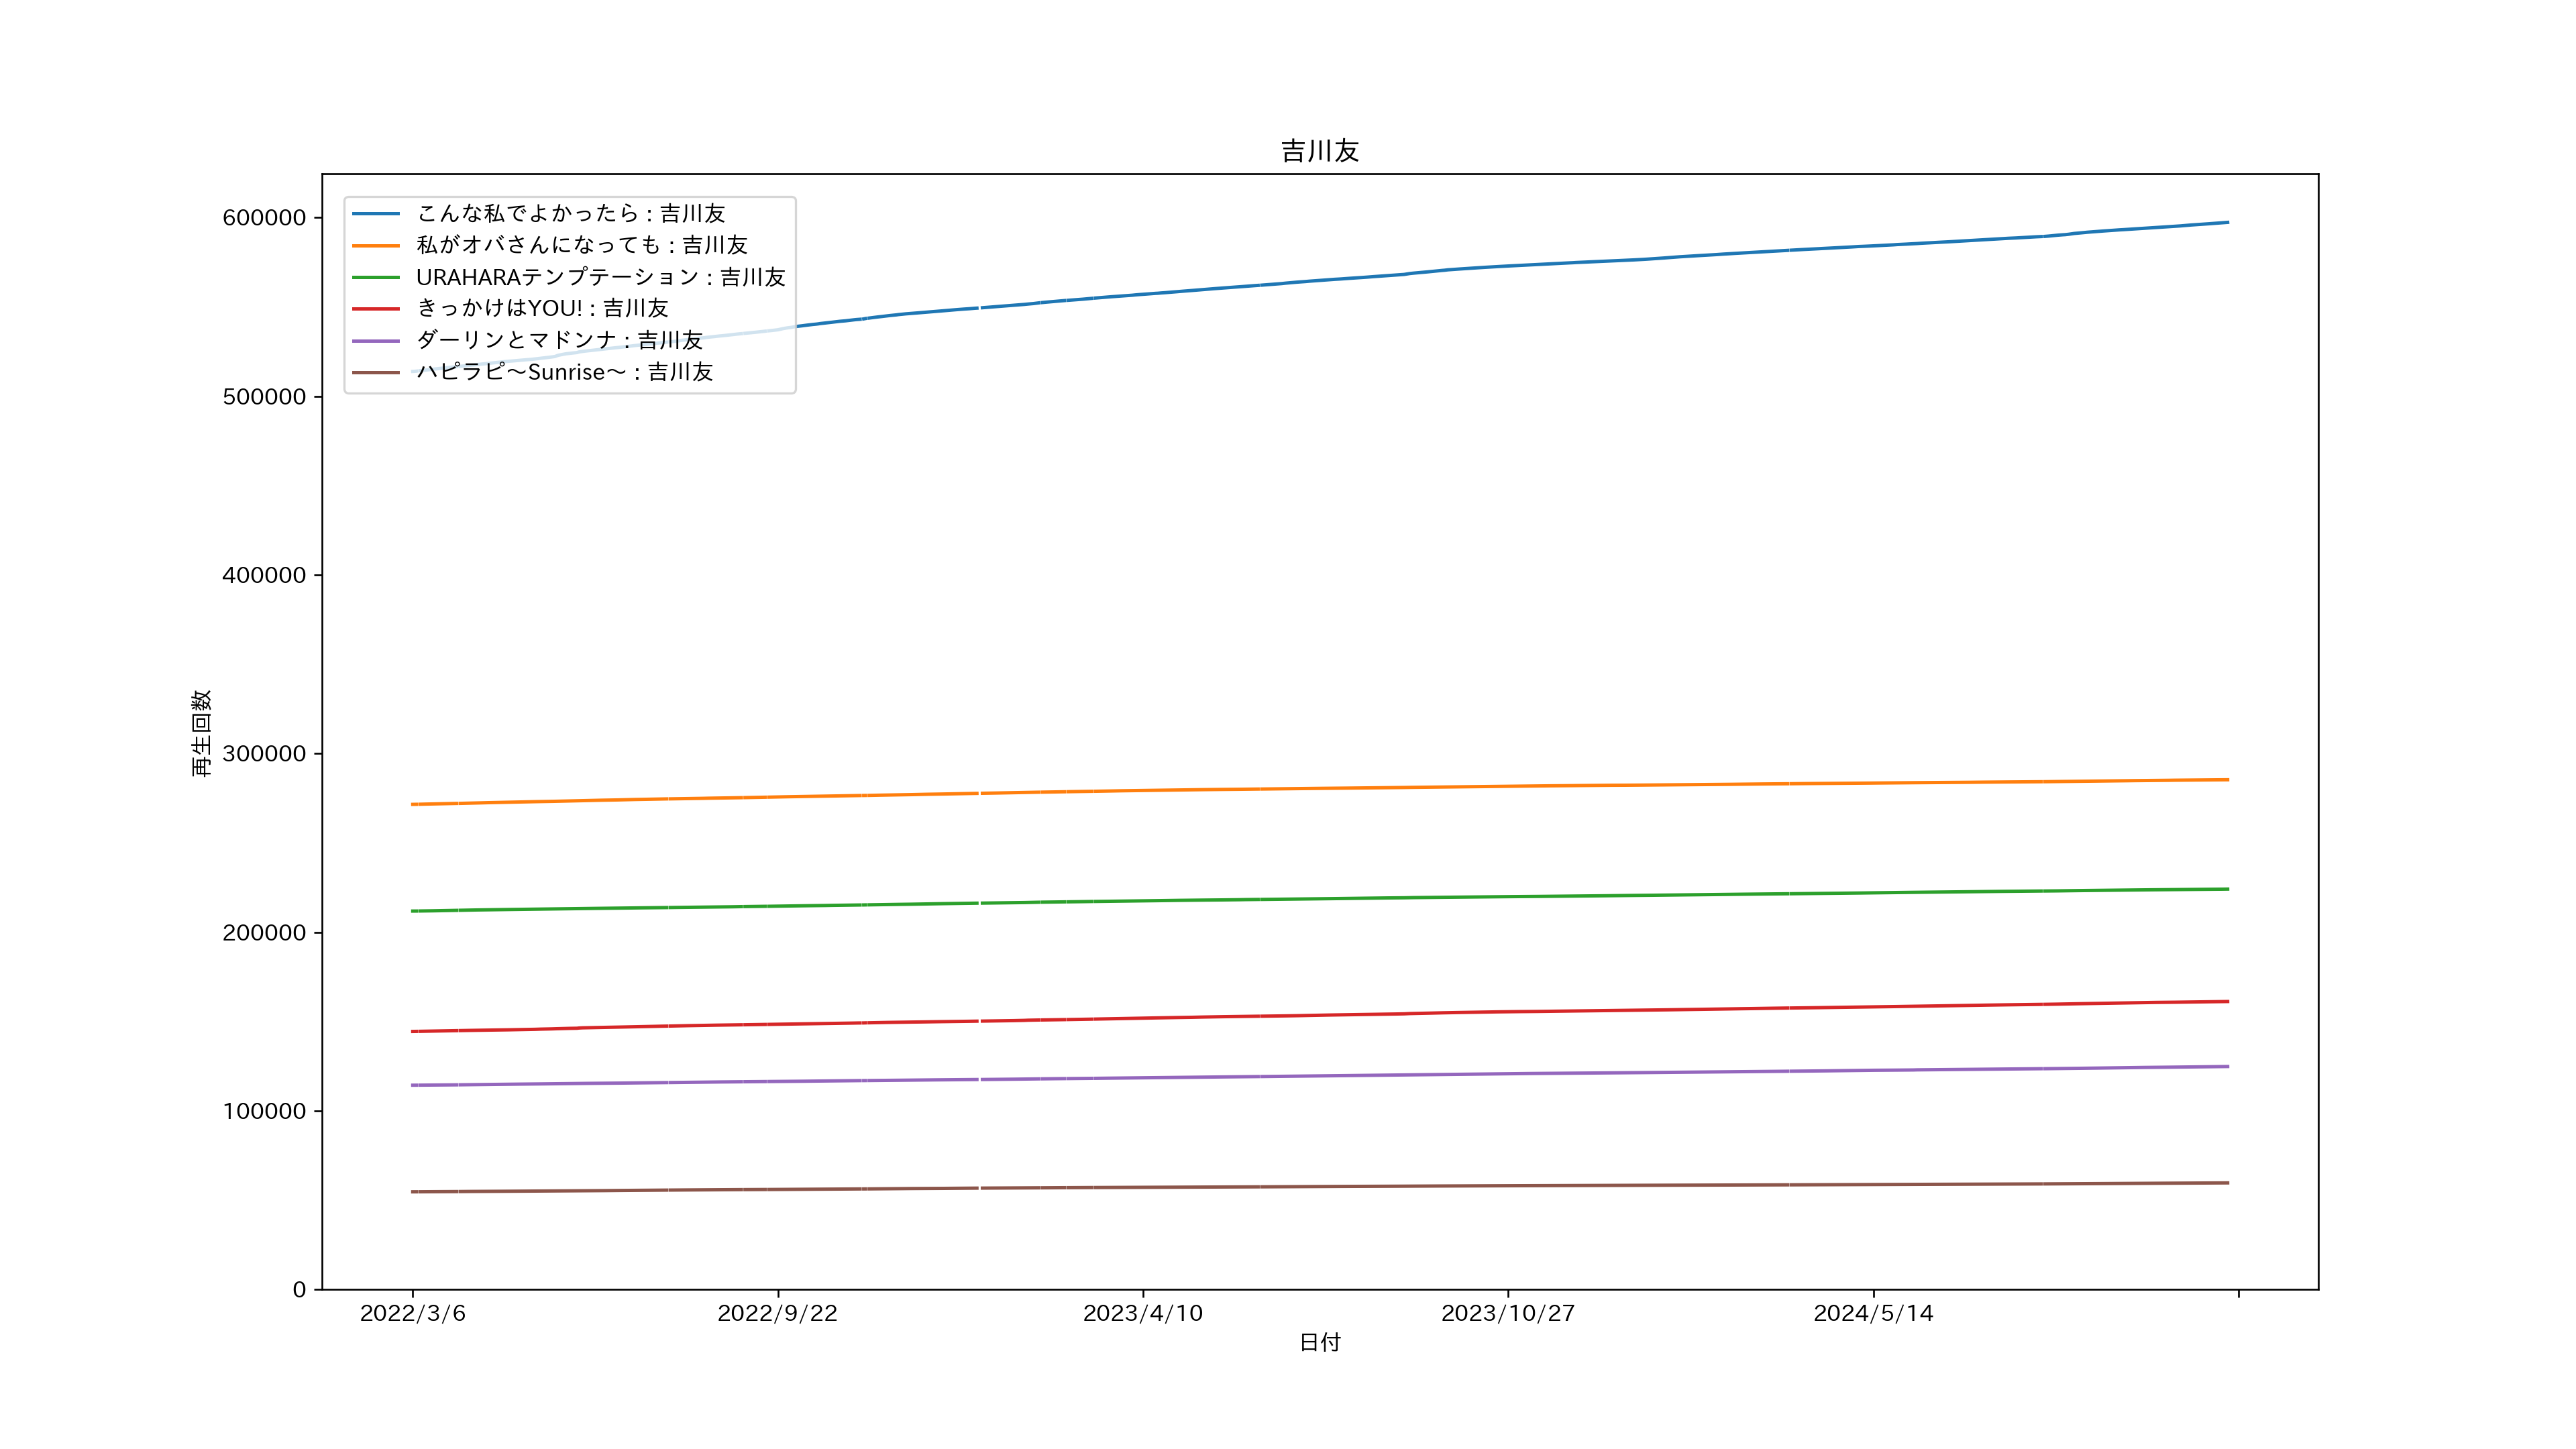 吉川友
こんな私でよかったら : 吉川友
私がオバさんになっても : 吉川友
URAHARAテンプテーション : 吉川友
きっかけはYOU! : 吉川友
ダーリンとマドンナ : 吉川友
ハピラピ～Sunrise～ : 吉川友
再生回数
600000
500000
400000
300000
200000
100000
0
2022/3/6
2022/9/22
2023/4/10
2023/10/27
2024/5/14
日付